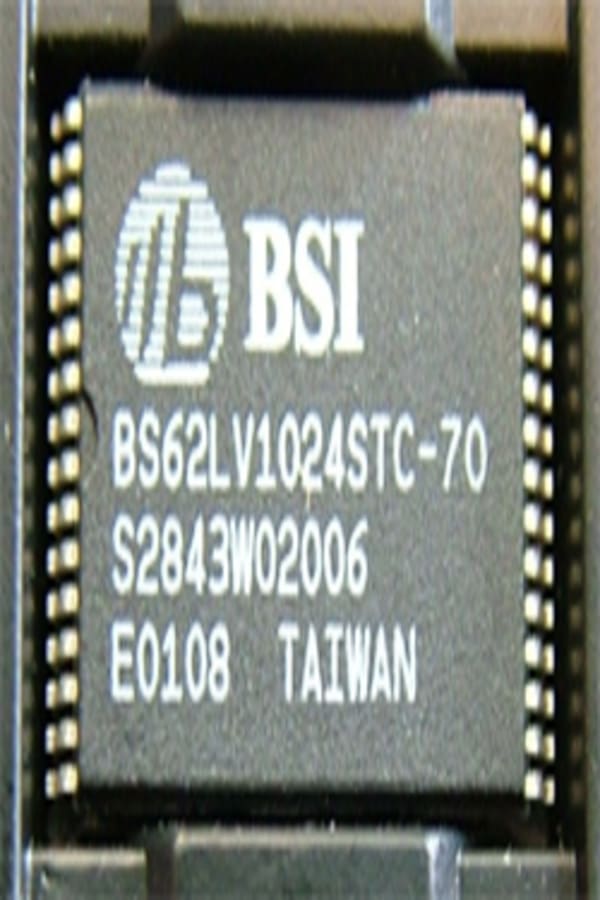 BSI
BS62LV1024STC-70
S2843W02006
E0108 TAIWAN